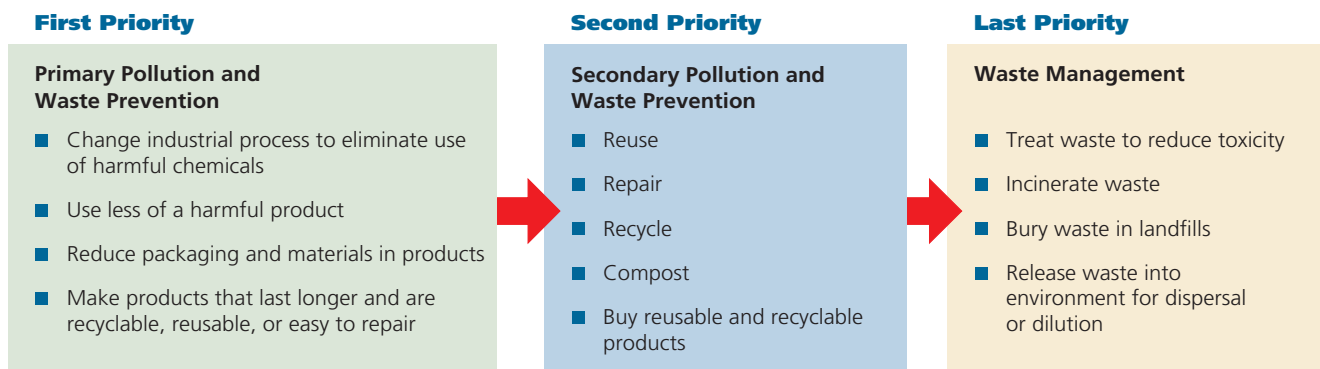 First Priority
Primary Pollution and
Waste Prevention
Change industrial process to eliminate use
of harmful chemicals
Use less of a harmful product
Reduce packaging and materials in products
Make products that last longer and are
recyclable, reusable, or easy to repair
Second Priority
Secondary Pollution and
Waste Prevention
Reuse
Repair
Recycle
Compost
Buy reusable and recyclable
products
Last Priority
Waste Management
Treat waste to reduce toxicity
Incinerate waste
Bury waste in landfills
Release waste into
environment for dispersal
or dilution